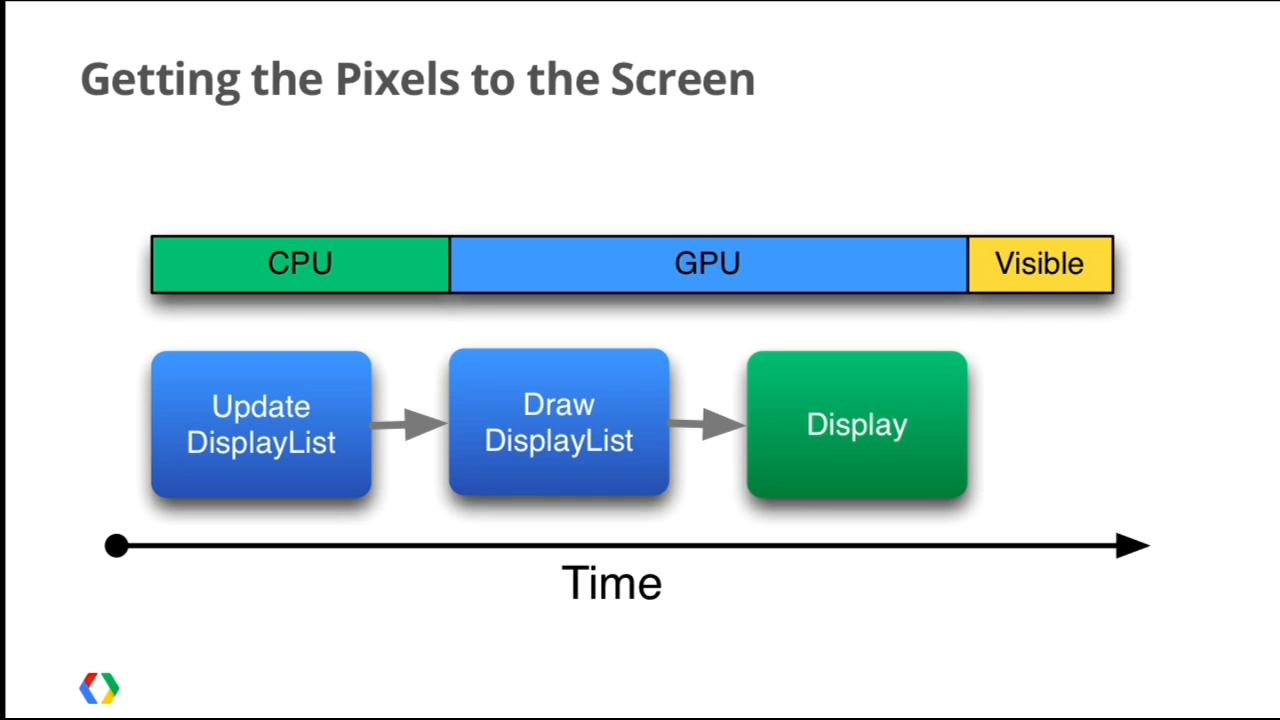 Getting the Pixels to the Screen
CPU
GPU
Visible
Update
DisplayList
Draw
DisplayList
Display
Time